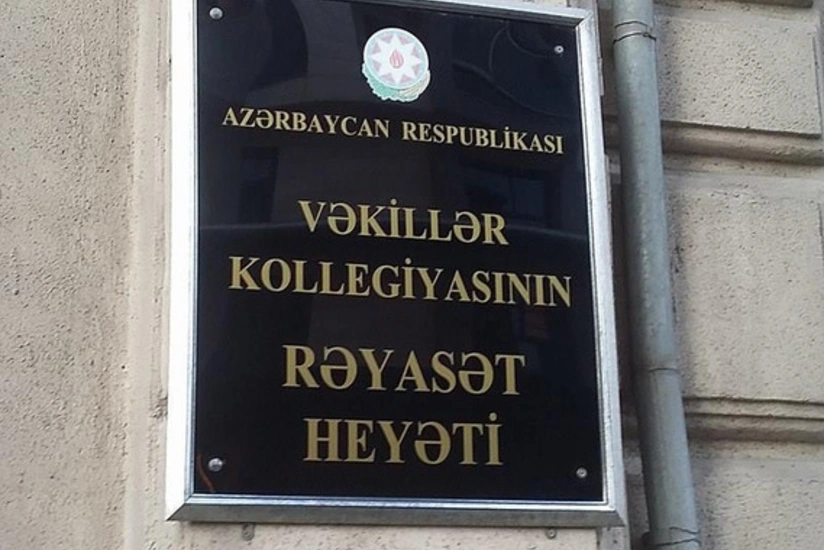 AZƏRBAYCAN RESPUBLİKASI
VƏKİLLƏR
KOLLEGİYASININ
RƏYASƏT
HEYƏTİ